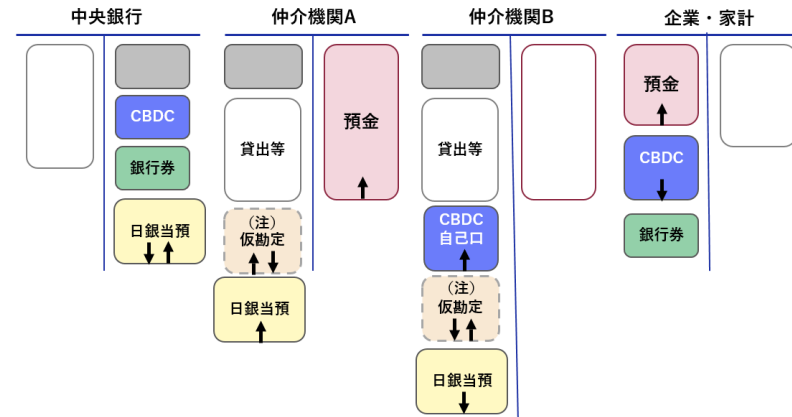 中央銀行
仲介機関A
仲介機関B
企業・家計
CBDC
銀行券
日銀当預
貸出等
（注）
仮勘定
日銀当預
預金
貸出等
CBDC
自己口
（注）
仮勘定
日銀当預
預金
CBDC
銀行券